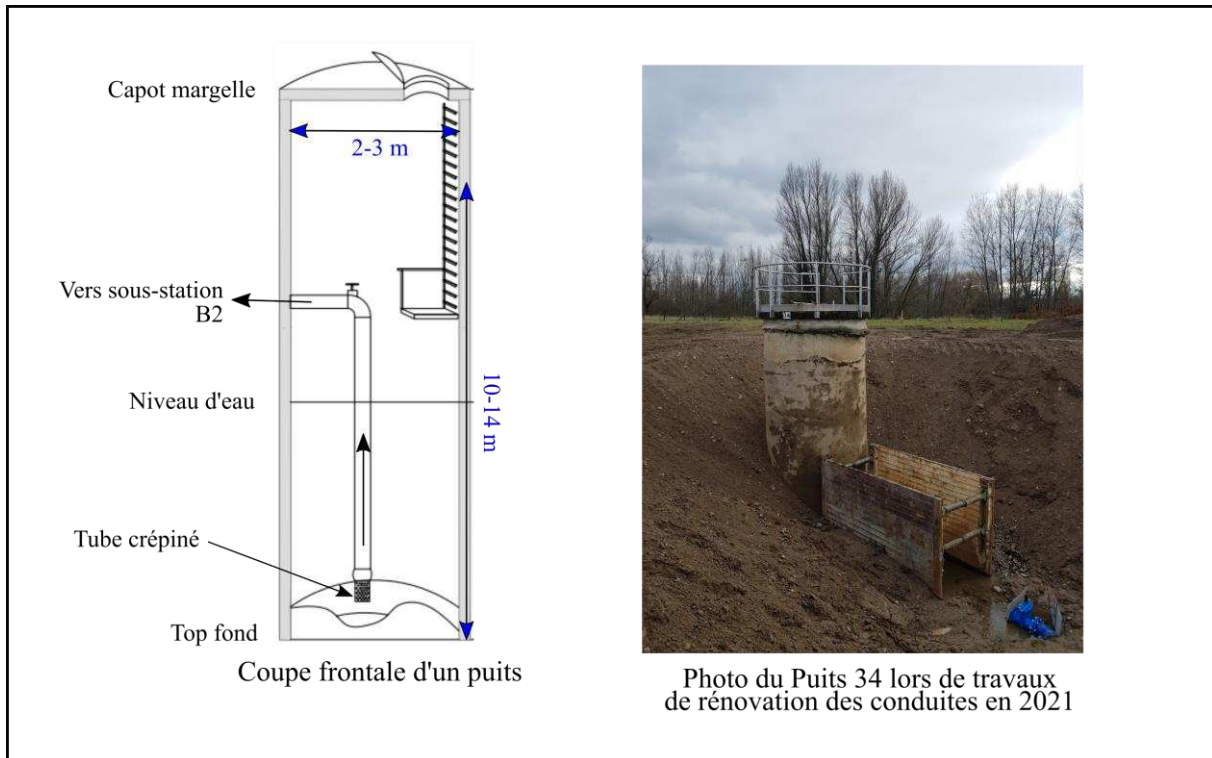 Capot margelle
2-3 m
Vers sous-station
B2
10-14 m
Niveau d'eau
Tube crépiné
Top fond
Coupe frontale d'un puits
34
Photo du Puits 34 lors de travaux
de rénovation des conduites en 2021